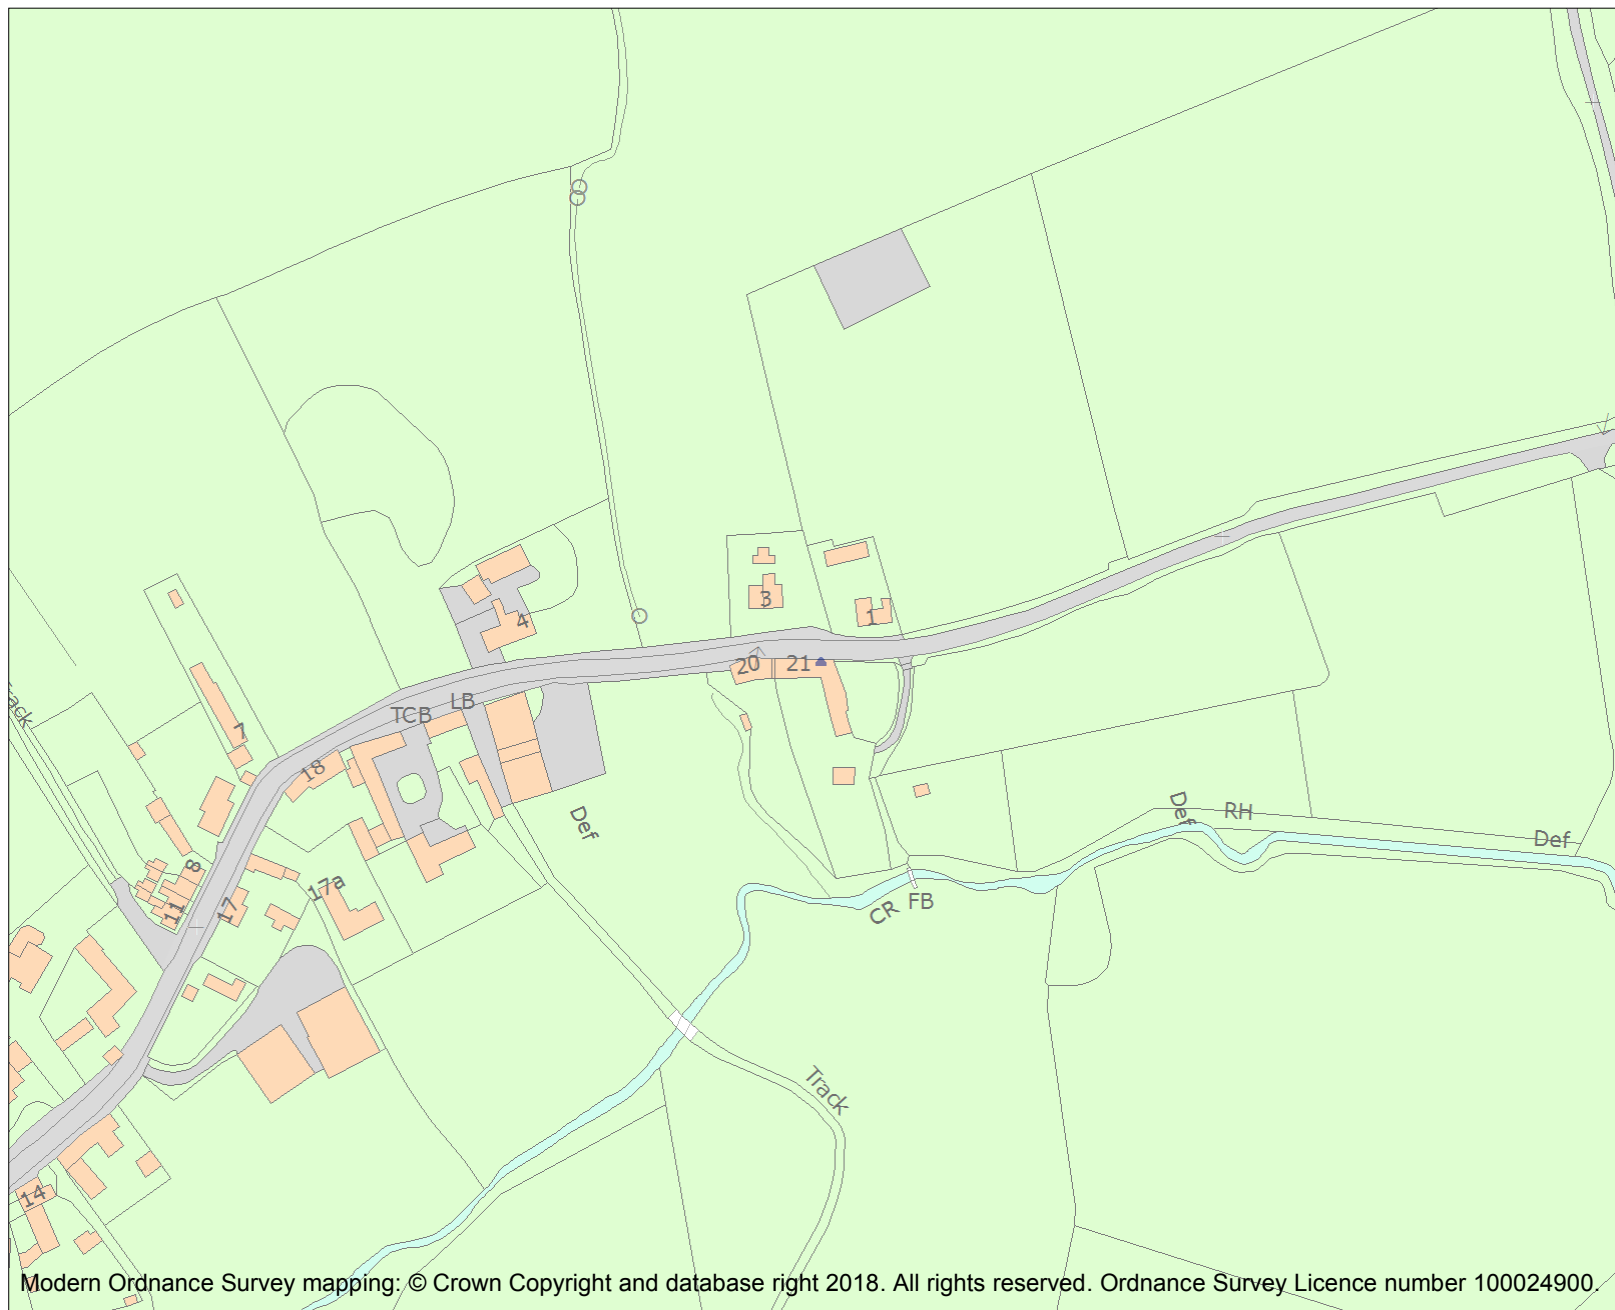 4
3
1
20
21
LB
TCB
7
18
Def
ack
Def
RH
Def
8
11
17
17a
CR
FB
Track
14
Modern Ordnance Survey mapping: © Crown Copyright and database right 2018. All rights reserved. Ordnance Survey Licence number 100024900.